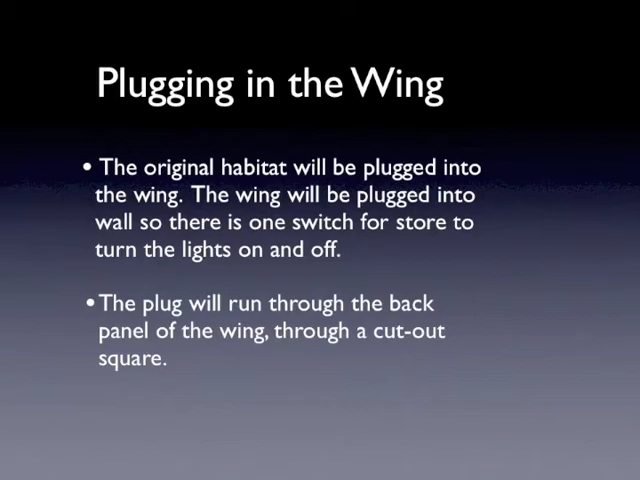 Plugging in the Wing
• The original habitat will be plugged into
the wing. The wing will be plugged into
wall so there is one switch for store to
turn the lights on and off.
• The plug will run through the back
panel of the wing, through a cut-out
square.